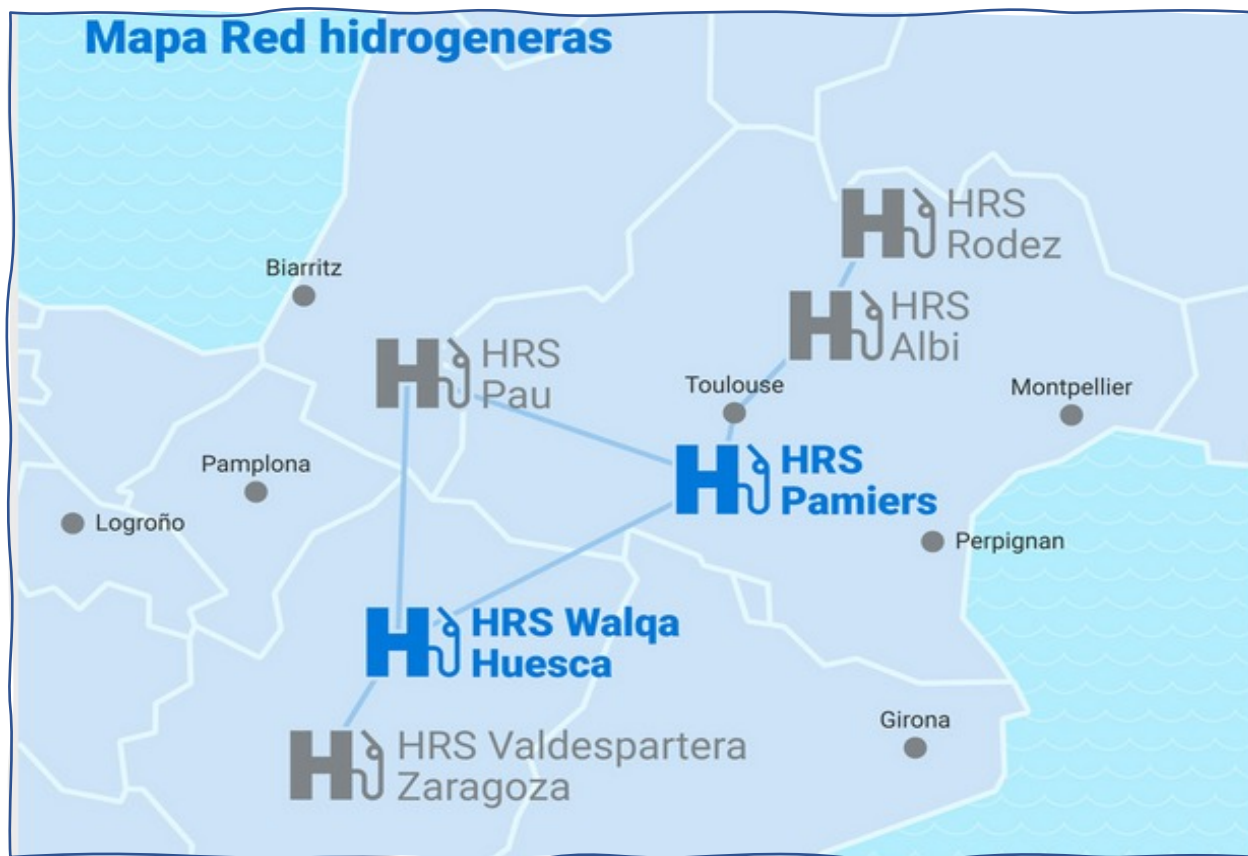 Mapa Red hidrogeneras
HRS
Rodez
Biarritz
HRS
Albi
HRS
Pau
Toulouse
Montpellier
HRS
Pamiers
Pamplona
Logroño
Perpignan
HRS Walqa
Huesca
Girona
HRS Valdespartera
Zaragoza